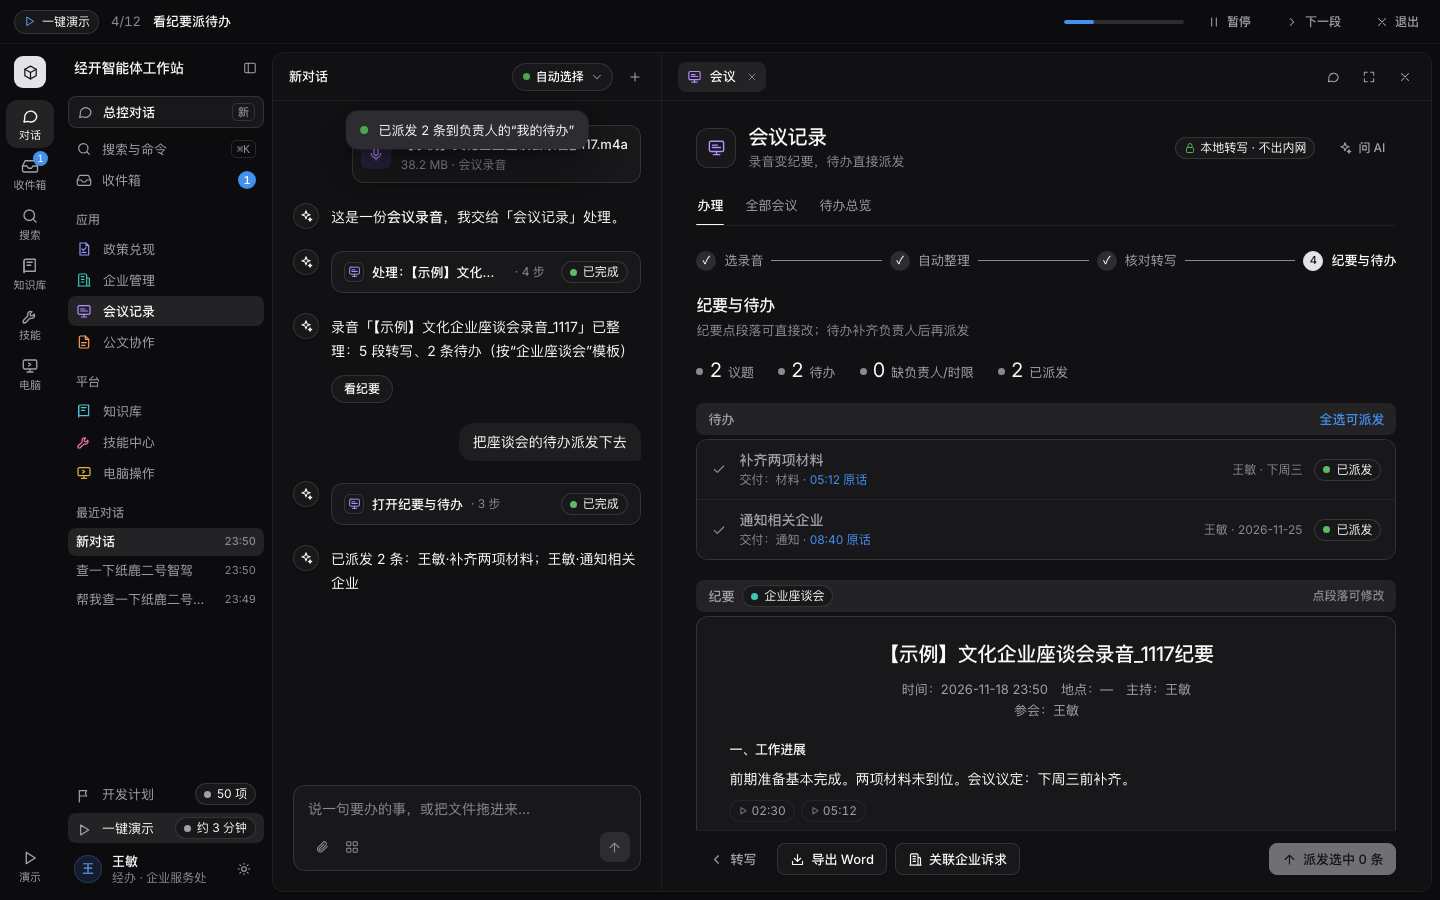 一键演示 4/12 看纪要派待办
暂停 下一段 退出
对话
收件箱 1
搜索
知识库
技能
电脑
演示
经开智能体工作站
总控对话 新
搜索与命令 ⌘K
收件箱 1
应用
政策兑现
企业管理
会议记录
公文协作
平台
知识库
技能中心
电脑操作
最近对话
新对话 23:50
查一下纸鹿二号智驾 23:50
帮我查一下纸鹿二号... 23:49
开发计划 50 项
一键演示 约 3 分钟
王 王敏
经办 · 企业服务处
新对话 自动选择
已派发 2 条到负责人的“我的待办”
117.m4a
38.2 MB · 会议录音
这是一份会议录音，我交给「会议记录」处理。
处理：【示例】文化... · 4 步 已完成
录音「【示例】文化企业座谈会录音_1117」已整
理：5 段转写、2 条待办（按“企业座谈会”模板）
看纪要
把座谈会的待办派发下去
打开纪要与待办 · 3 步 已完成
已派发 2 条：王敏·补齐两项材料；王敏·通知相关
企业
说一句要办的事，或把文件拖进来...
会议
会议记录
录音变纪要，待办直接派发
本地转写 · 不出内网 问 AI
办理 全部会议 待办总览
选录音 自动整理 核对转写 4 纪要与待办
纪要与待办
纪要点段落可直接改；待办补齐负责人后再派发
2 议题 2 待办 0 缺负责人/时限 2 已派发
待办 全选可派发
补齐两项材料
交付：材料 · 05:12 原话
王敏 · 下周三 已派发
通知相关企业
交付：通知 · 08:40 原话
王敏 · 2026-11-25 已派发
纪要 企业座谈会 点段落可修改
【示例】文化企业座谈会录音_1117纪要
时间：2026-11-18 23:50 地点：— 主持：王敏
参会：王敏
一、工作进展
前期准备基本完成。两项材料未到位。会议议定：下周三前补齐。
02:30 05:12
转写 导出 Word 关联企业诉求 派发选中 0 条